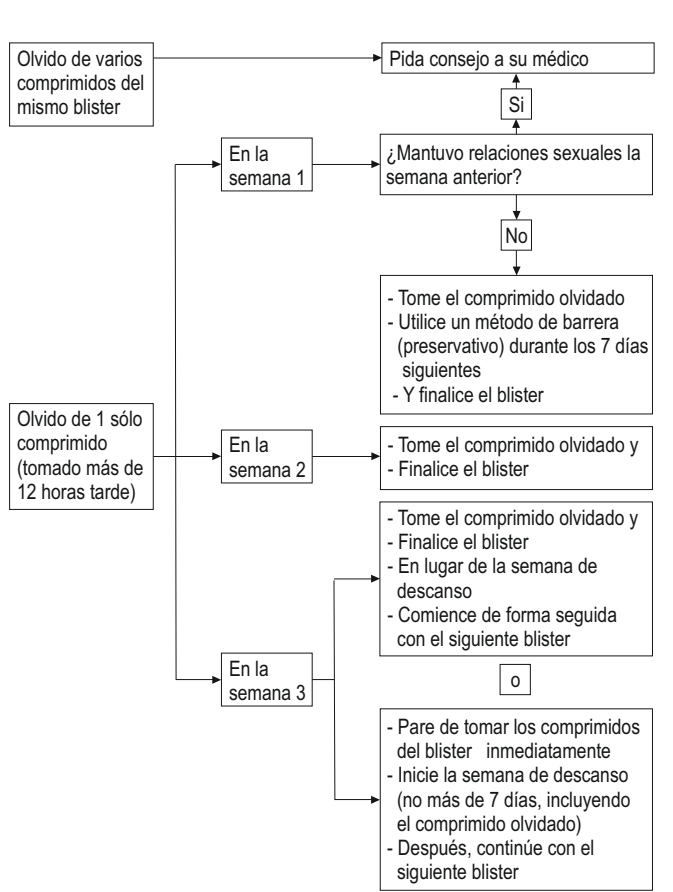 Olvido de varios
comprimidos del
mismo blister
Pida consejo a su médico
Si
En la
semana 1
¿Mantuvo relaciones sexuales la
semana anterior?
No
- Tome el comprimido olvidado
- Utilice un método de barrera
(preservativo) durante los 7 días
siguientes
- Y finalice el blister
Olvido de 1 sólo
comprimido
(tomado más de
12 horas tarde)
En la
semana 2
- Tome el comprimido olvidado y
- Finalice el blister
- Tome el comprimido olvidado y
- Finalice el blister
- En lugar de la semana de
descanso
- Comience de forma seguida
con el siguiente blister
En la
semana 3
o
- Pare de tomar los comprimidos
del blister inmediatamente
- Inicie la semana de descanso
(no más de 7 días, incluyendo
el comprimido olvidado)
- Después, continúe con el
siguiente blister